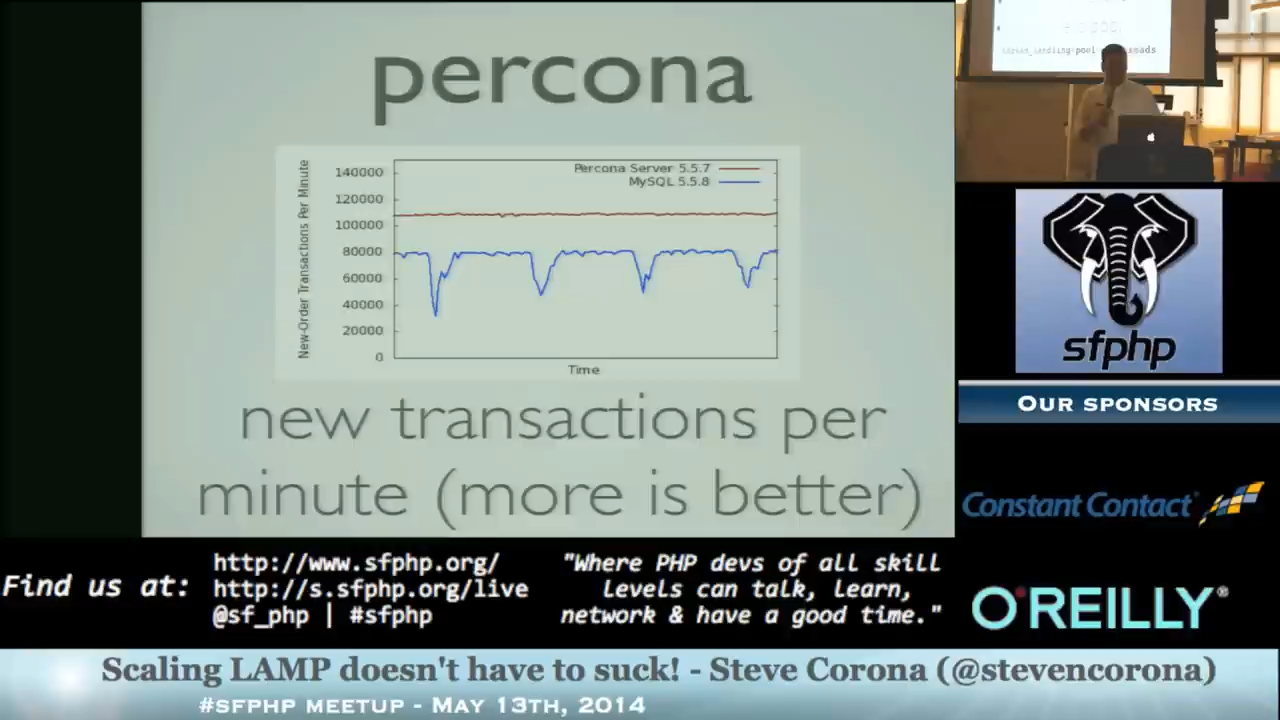 percona
New-Order Transactions Per Minute
140000
120000
100000
80000
60000
40000
20000
0
Percona Server 5.5.7
MySQL 5.5.8
Time
new transactions per
minute (more is better)
sfphp
OUR SPONSORS
Constant Contact®
O'REILLY®
Find us at:
http://www.sfphp.org/
http://s.sfphp.org/live
@sf_php | #sfphp
"Where PHP devs of all skill
Levels can talk, learn,
network & have a good time."
Scaling LAMP doesn't have to suck! - Steve Corona (@stevencorona)
#SFPHP MEETUP - MAY 13TH, 2014